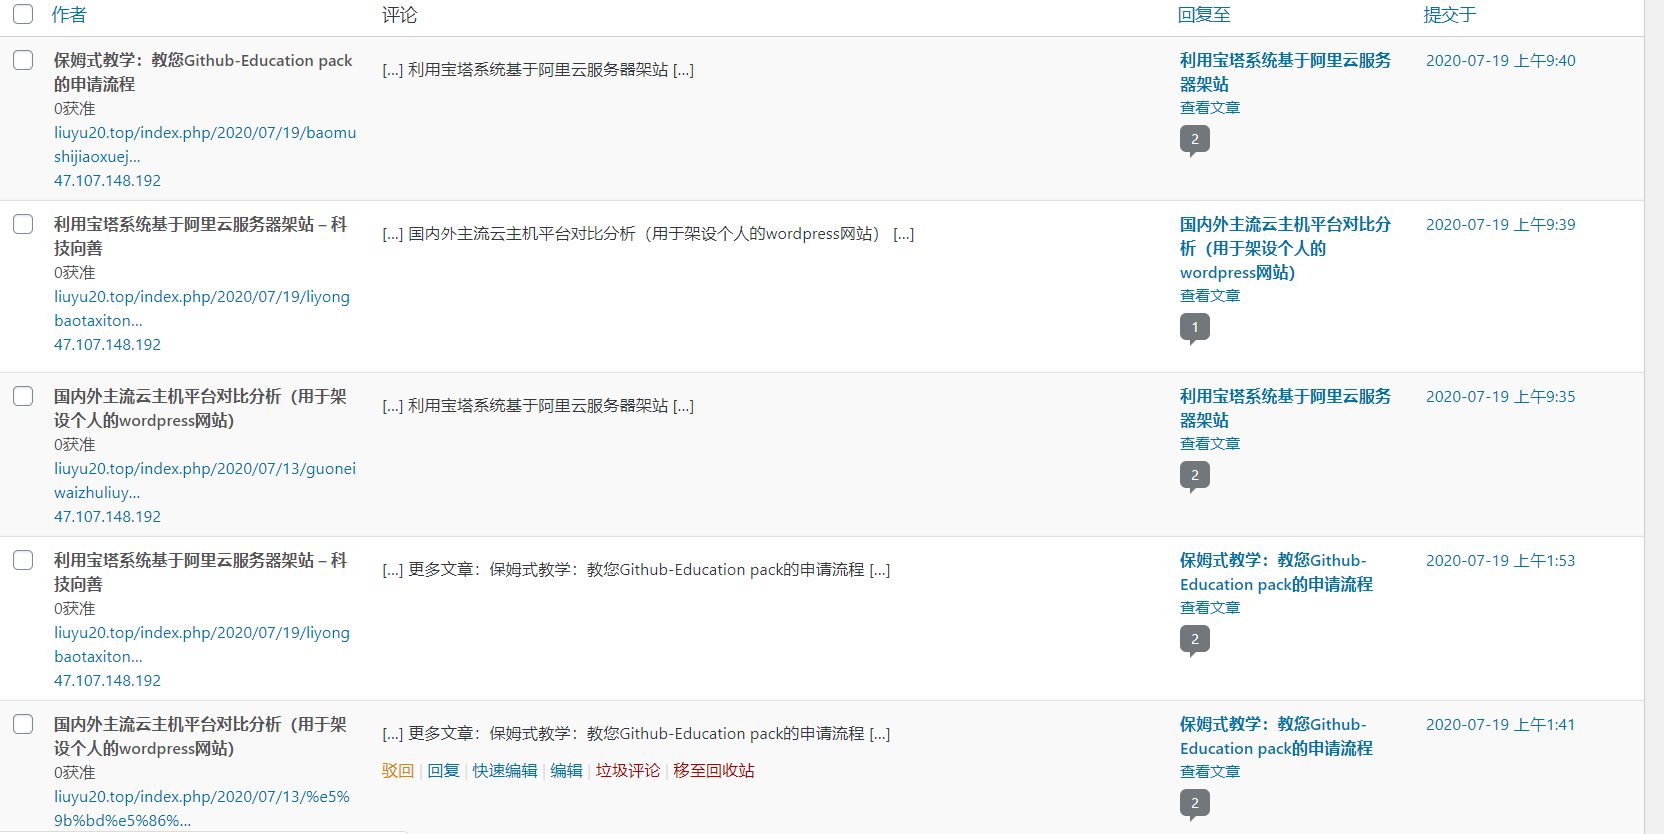 作者 评论 回复至 提交于
保姆式教学：教您Github-Education pack
的申请流程
0获准
liuyu20.top/index.php/2020/07/19/baomu
shijiaoxuej...
47.107.148.192
[...] 利用宝塔系统基于阿里云服务器架站 [...]
利用宝塔系统基于阿里云服务
器架站
查看文章
2
2020-07-19 上午9:40
利用宝塔系统基于阿里云服务器架站 – 科
技向善
0获准
liuyu20.top/index.php/2020/07/19/liyong
baotaxiton...
47.107.148.192
[...] 国内外主流云主机平台对比分析（用于架设个人的wordpress网站） [...]
国内外主流云主机平台对比分
析（用于架设个人的
wordpress网站）
查看文章
1
2020-07-19 上午9:39
国内外主流云主机平台对比分析（用于架
设个人的wordpress网站）
0获准
liuyu20.top/index.php/2020/07/13/guonei
waizhuliuy...
47.107.148.192
[...] 利用宝塔系统基于阿里云服务器架站 [...]
利用宝塔系统基于阿里云服务
器架站
查看文章
2
2020-07-19 上午9:35
利用宝塔系统基于阿里云服务器架站 – 科
技向善
0获准
liuyu20.top/index.php/2020/07/19/liyong
baotaxiton...
47.107.148.192
[...] 更多文章：保姆式教学：教您Github-Education pack的申请流程 [...]
保姆式教学：教您Github-
Education pack的申请流程
查看文章
2
2020-07-19 上午1:53
国内外主流云主机平台对比分析（用于架
设个人的wordpress网站）
0获准
liuyu20.top/index.php/2020/07/13/%e5%
9b%bd%e5%86%...
[...] 更多文章：保姆式教学：教您Github-Education pack的申请流程 [...]
驳回 | 回复 | 快速编辑 | 编辑 | 垃圾评论 | 移至回收站
保姆式教学：教您Github-
Education pack的申请流程
查看文章
2
2020-07-19 上午1:41